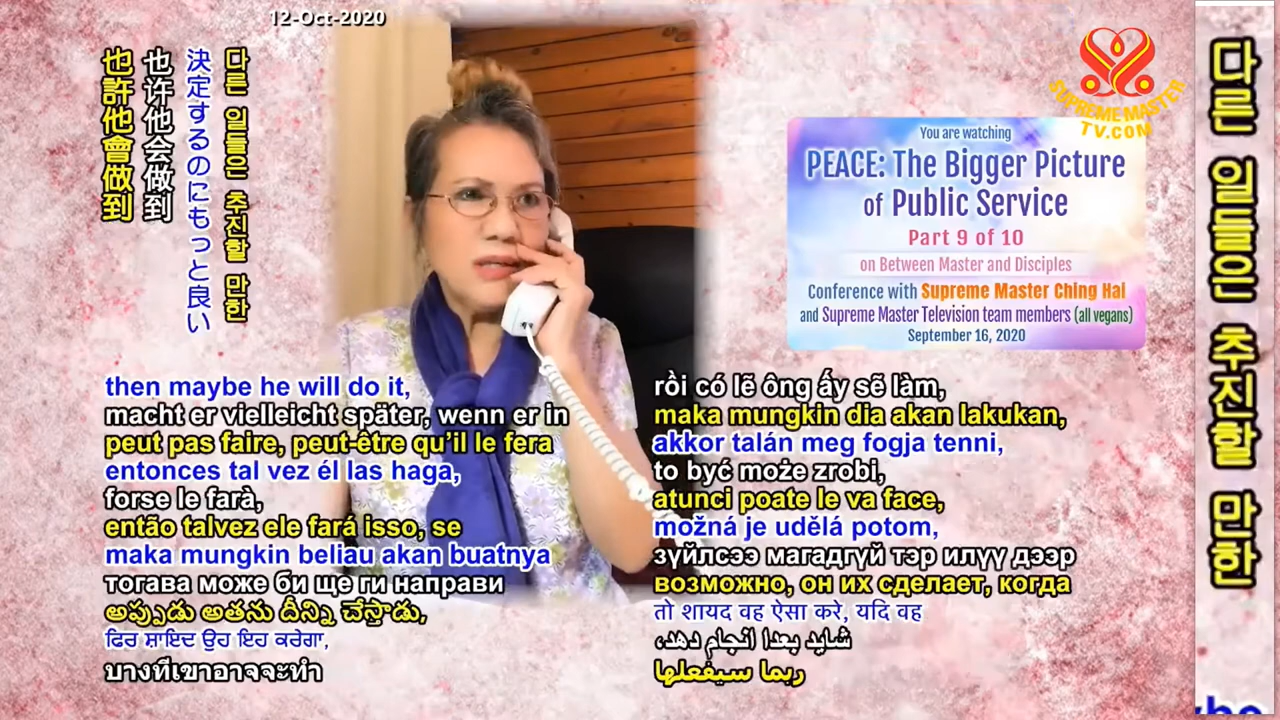 12-Oct-2020
SUPREME MASTER
TV.COM
다른 일들은 추진할 만한
決定するのにもっと良い
也许他会做到
也許他會做到
You are watching
PEACE: The Bigger Picture
of Public Service
Part 9 of 10
on Between Master and Disciples
Conference with Supreme Master Ching Hai
and Supreme Master Television team members (all vegans)
September 16, 2020
then maybe he will do it,
macht er vielleicht später, wenn er in
peut pas faire, peut-être qu’il le fera
entonces tal vez él las haga,
forse le farà,
então talvez ele fará isso, se
maka mungkin beliau akan buatnya
тогава може би ще ги направи
అప్పుడు అతను దీన్ని చేస్తాడు,
ਫਿਰ ਸ਼ਾਇਦ ਉਹ ਇਹ ਕਰੇਗਾ,
บางทีเขาอาจจะทำ
rồi có lẽ ông ấy sẽ làm,
maka mungkin dia akan lakukan,
akkor talán meg fogja tenni,
to być może zrobi,
atunci poate le va face,
možná je udělá potom,
зүйлсээ магадгүй тэр илүү дээр
возможно, он их сделает, когда
तो शायद वह ऐसा करे, यदि वह
شاید بعدا انجام دهد،
ربما سيفعلها
다른 일들은 추진할 만한